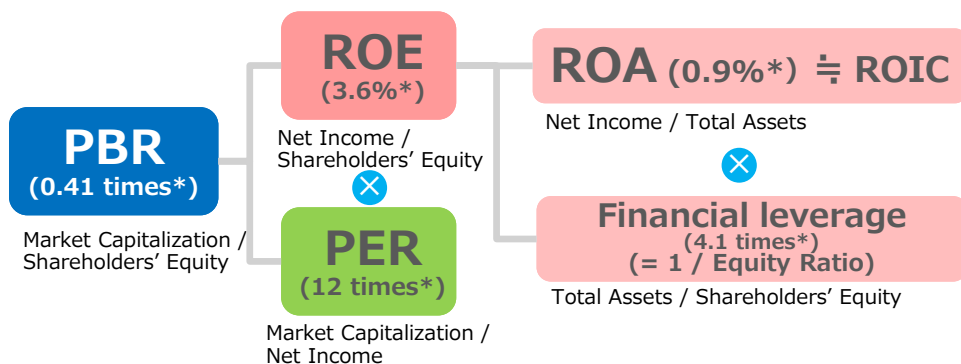 PBR
(0.41 times*)
Market Capitalization /
Shareholders’ Equity
ROE
(3.6%*)
Net Income /
Shareholders’ Equity
×
PER
(12 times*)
Market Capitalization /
Net Income
ROA (0.9%*) ≒ ROIC
Net Income / Total Assets
×
Financial leverage
(4.1 times*)
(= 1 / Equity Ratio)
Total Assets / Shareholders’ Equity